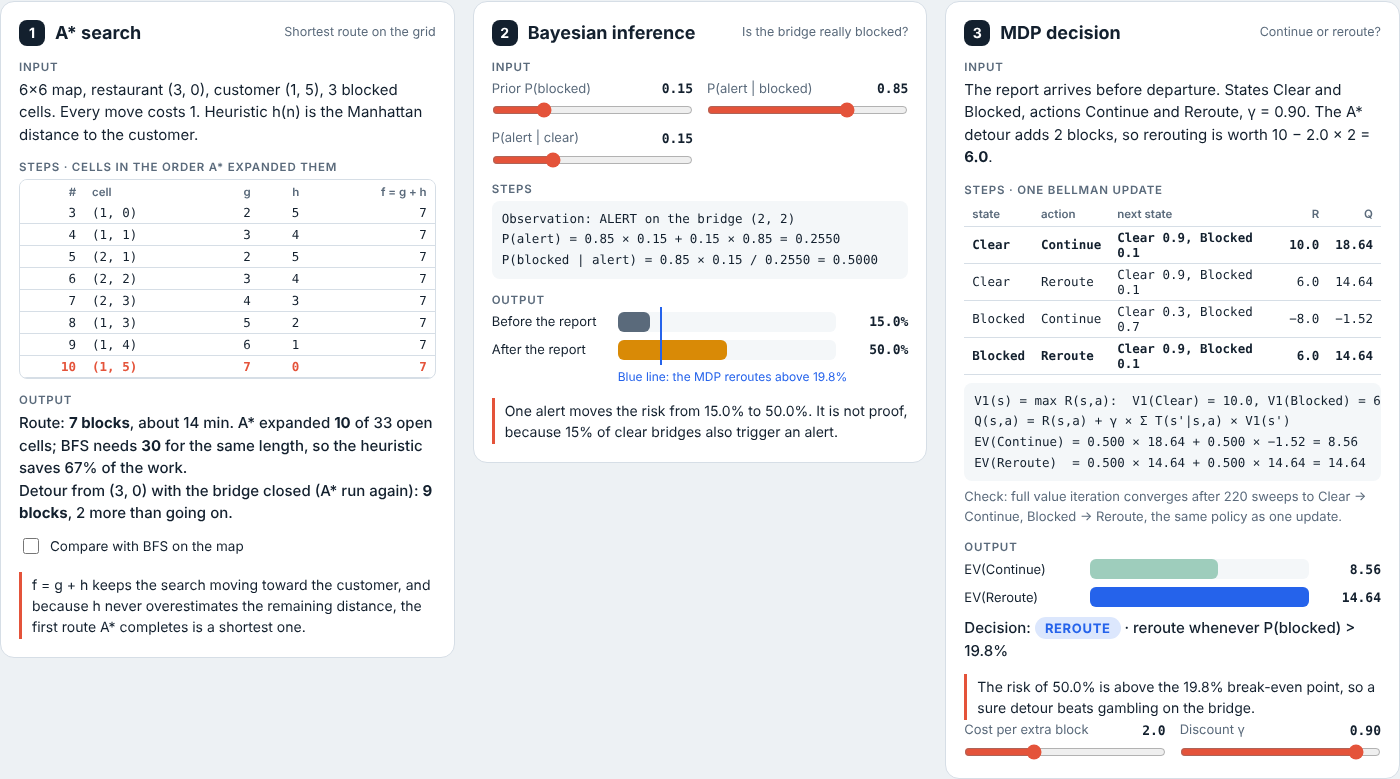 1 A* search Shortest route on the grid
INPUT
6×6 map, restaurant (3, 0), customer (1, 5), 3 blocked
cells. Every move costs 1. Heuristic h(n) is the Manhattan
distance to the customer.
STEPS · CELLS IN THE ORDER A* EXPANDED THEM
# cell g h f = g + h
3 (1, 0) 2 5 7
4 (1, 1) 3 4 7
5 (2, 1) 2 5 7
6 (2, 2) 3 4 7
7 (2, 3) 4 3 7
8 (1, 3) 5 2 7
9 (1, 4) 6 1 7
10 (1, 5) 7 0 7
OUTPUT
Route: 7 blocks, about 14 min. A* expanded 10 of 33 open
cells; BFS needs 30 for the same length, so the heuristic
saves 67% of the work.
Detour from (3, 0) with the bridge closed (A* run again): 9
blocks, 2 more than going on.
Compare with BFS on the map
f = g + h keeps the search moving toward the customer, and
because h never overestimates the remaining distance, the
first route A* completes is a shortest one.
2 Bayesian inference Is the bridge really blocked?
INPUT
Prior P(blocked) 0.15 P(alert | blocked) 0.85
P(alert | clear) 0.15
STEPS
Observation: ALERT on the bridge (2, 2)
P(alert) = 0.85 × 0.15 + 0.15 × 0.85 = 0.2550
P(blocked | alert) = 0.85 × 0.15 / 0.2550 = 0.5000
OUTPUT
Before the report 15.0%
After the report 50.0%
Blue line: the MDP reroutes above 19.8%
One alert moves the risk from 15.0% to 50.0%. It is not proof,
because 15% of clear bridges also trigger an alert.
3 MDP decision Continue or reroute?
INPUT
The report arrives before departure. States Clear and
Blocked, actions Continue and Reroute, γ = 0.90. The A*
detour adds 2 blocks, so rerouting is worth 10 − 2.0 × 2 =
6.0.
STEPS · ONE BELLMAN UPDATE
state action next state R Q
Clear Continue Clear 0.9, Blocked 0.1 10.0 18.64
Clear Reroute Clear 0.9, Blocked 0.1 6.0 14.64
Blocked Continue Clear 0.3, Blocked 0.7 −8.0 −1.52
Blocked Reroute Clear 0.9, Blocked 0.1 6.0 14.64
V1(s) = max R(s,a): V1(Clear) = 10.0, V1(Blocked) = 6
Q(s,a) = R(s,a) + γ × Σ T(s'|s,a) × V1(s')
EV(Continue) = 0.500 × 18.64 + 0.500 × −1.52 = 8.56
EV(Reroute) = 0.500 × 14.64 + 0.500 × 14.64 = 14.64
Check: full value iteration converges after 220 sweeps to Clear →
Continue, Blocked → Reroute, the same policy as one update.
OUTPUT
EV(Continue) 8.56
EV(Reroute) 14.64
Decision: REROUTE · reroute whenever P(blocked) >
19.8%
The risk of 50.0% is above the 19.8% break-even point, so a
sure detour beats gambling on the bridge.
Cost per extra block 2.0 Discount γ 0.90